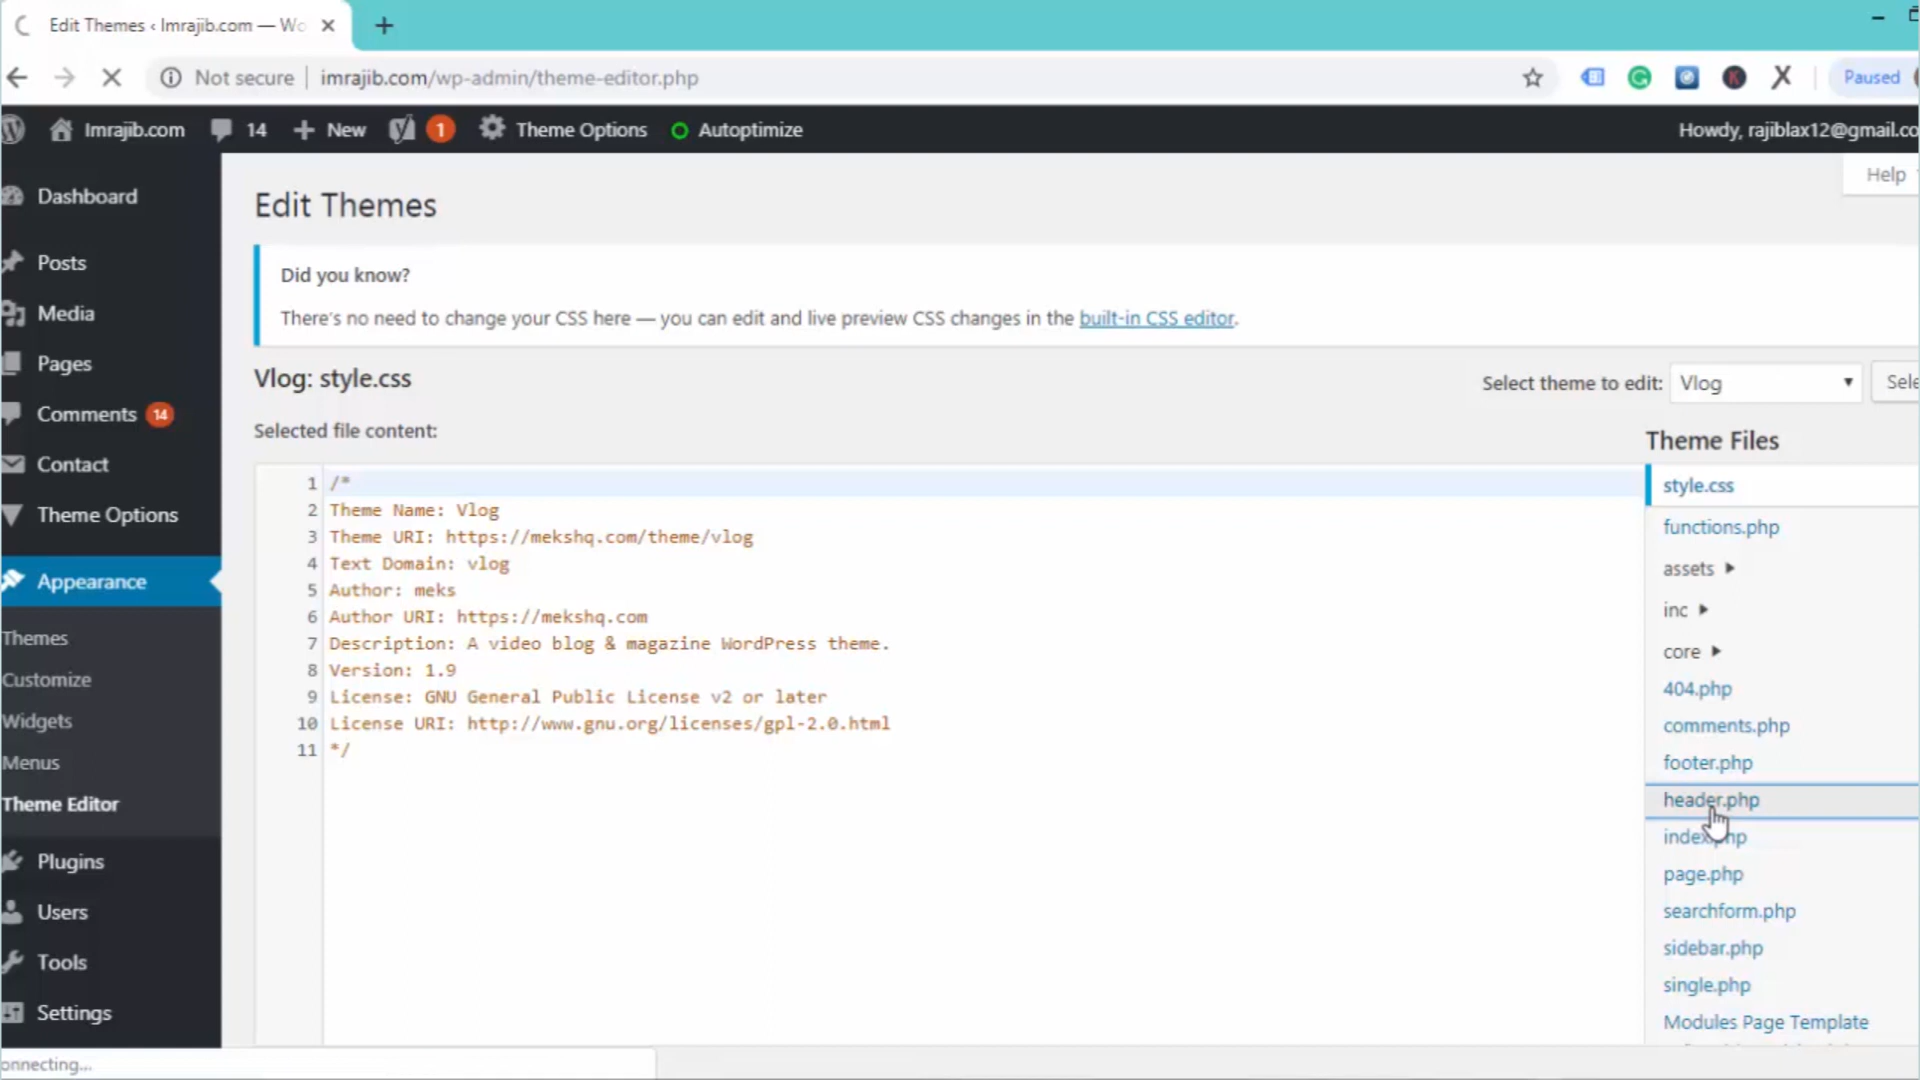 Edit Themes ‹ Imrajib.com — Wo
Not secure imrajib.com/wp-admin/theme-editor.php Paused
Imrajib.com 14 New 1 Theme Options Autoptimize Howdy, rajiblax12@gmail.co
Help
Dashboard
Posts
Media
Pages
Comments 14
Contact
Theme Options
Appearance
Themes
Customize
Widgets
Menus
Theme Editor
Plugins
Users
Tools
Settings
Edit Themes
Did you know?
There's no need to change your CSS here — you can edit and live preview CSS changes in the built-in CSS editor.
Vlog: style.css
Select theme to edit: Vlog Sele
Selected file content:
1 /*
2 Theme Name: Vlog
3 Theme URI: https://mekshq.com/theme/vlog
4 Text Domain: vlog
5 Author: meks
6 Author URI: https://mekshq.com
7 Description: A video blog & magazine WordPress theme.
8 Version: 1.9
9 License: GNU General Public License v2 or later
10 License URI: http://www.gnu.org/licenses/gpl-2.0.html
11 */
Theme Files
style.css
functions.php
assets
inc
core
404.php
comments.php
footer.php
header.php
index.php
page.php
searchform.php
sidebar.php
single.php
Modules Page Template
onnecting...